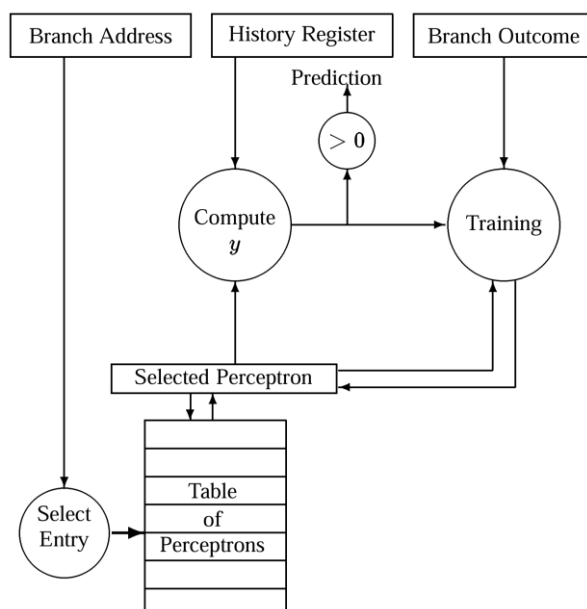 Branch Address
History Register
Branch Outcome
Prediction
> 0
Compute
y
Training
Selected Perceptron
Table
of
Perceptrons
Select
Entry